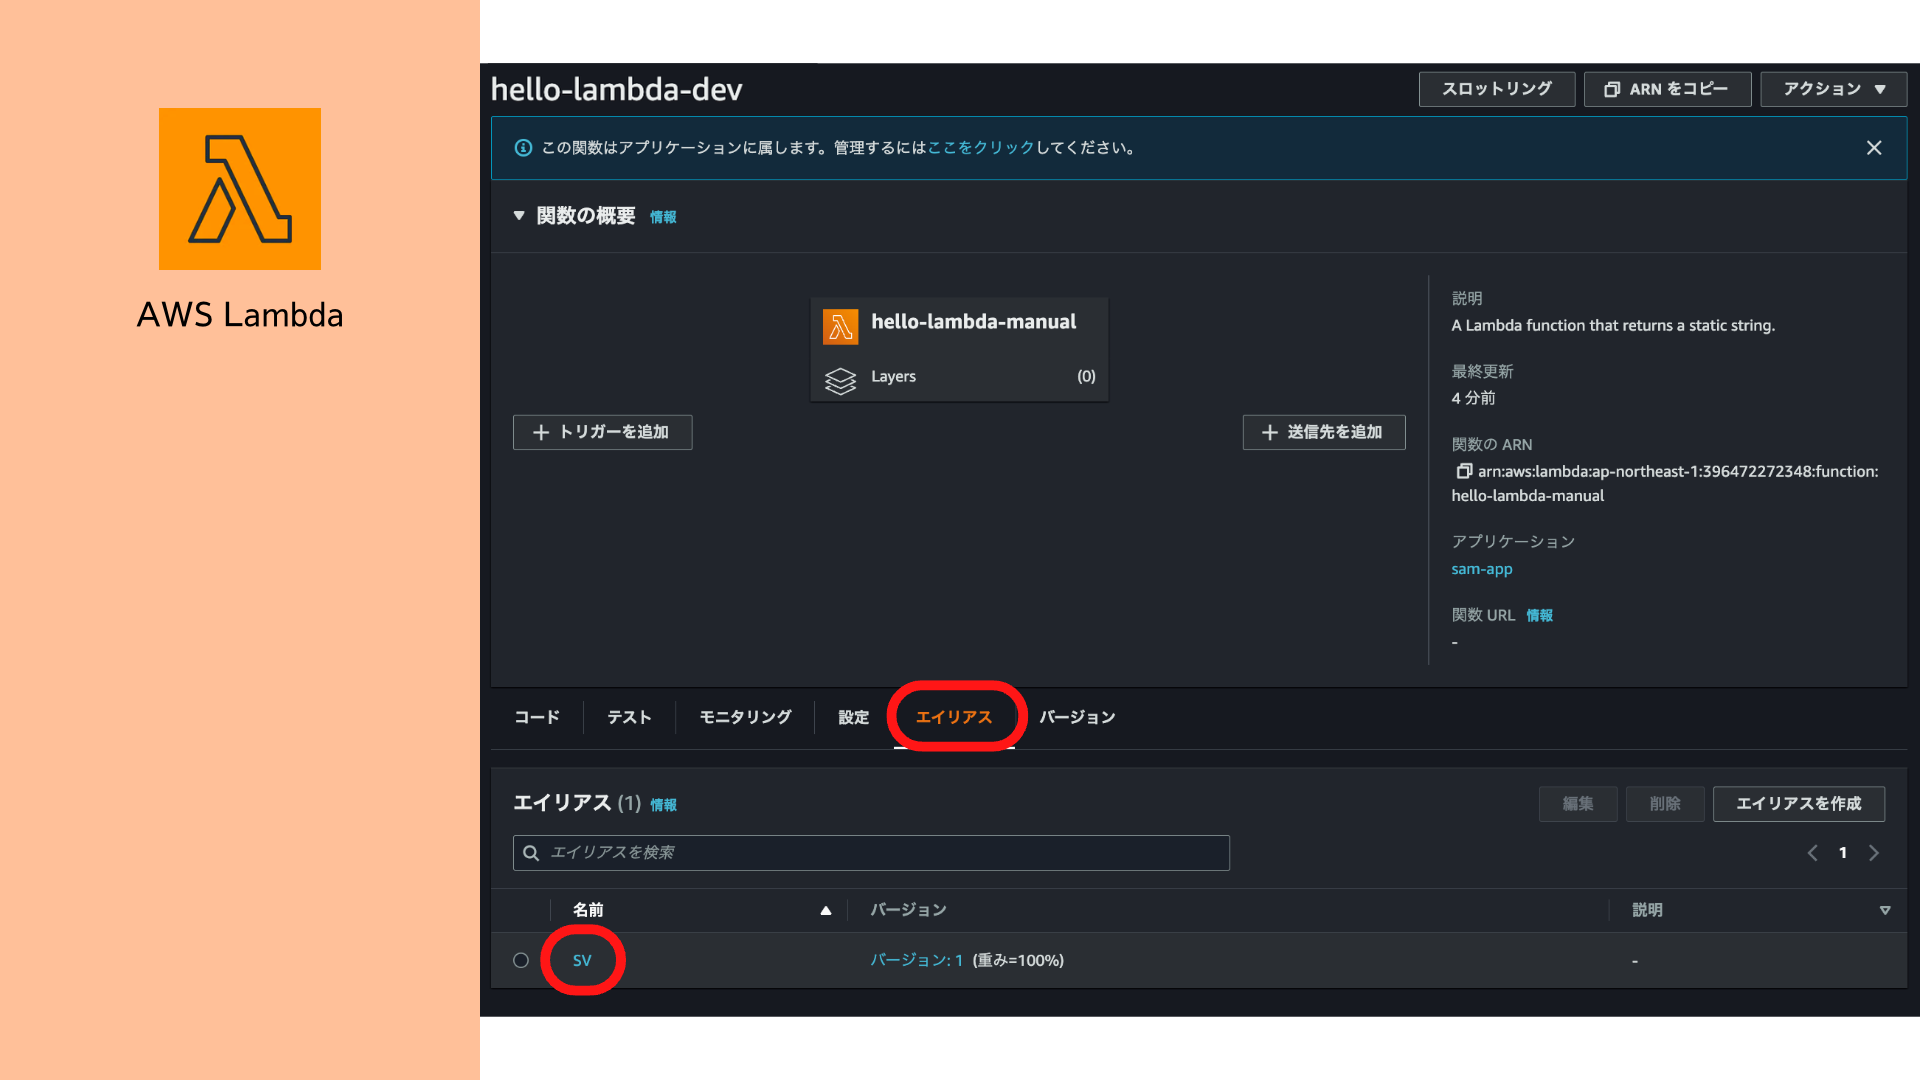 AWS Lambda
hello-lambda-dev
スロットリング
ARN をコピー
アクション
この関数はアプリケーションに属します。管理するにはここをクリックしてください。
関数の概要 情報
hello-lambda-manual
Layers (0)
トリガーを追加
送信先を追加
説明
A Lambda function that returns a static string.
最終更新
4 分前
関数の ARN
arn:aws:lambda:ap-northeast-1:396472272348:function:
hello-lambda-manual
アプリケーション
sam-app
関数 URL 情報
-
コード
テスト
モニタリング
設定
エイリアス
バージョン
エイリアス (1) 情報
編集
削除
エイリアスを作成
エイリアスを検索
1
名前
バージョン
説明
SV
バージョン: 1 (重み=100%)
-